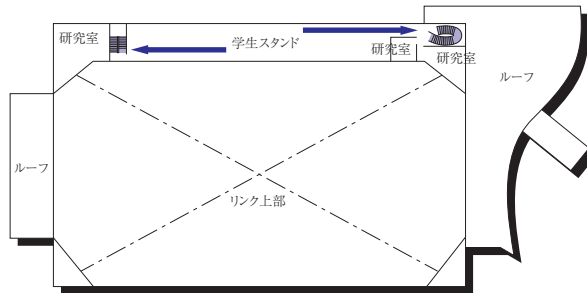 研究室
学生スタンド
研究室
研究室
ルーフ
ルーフ
リンク上部